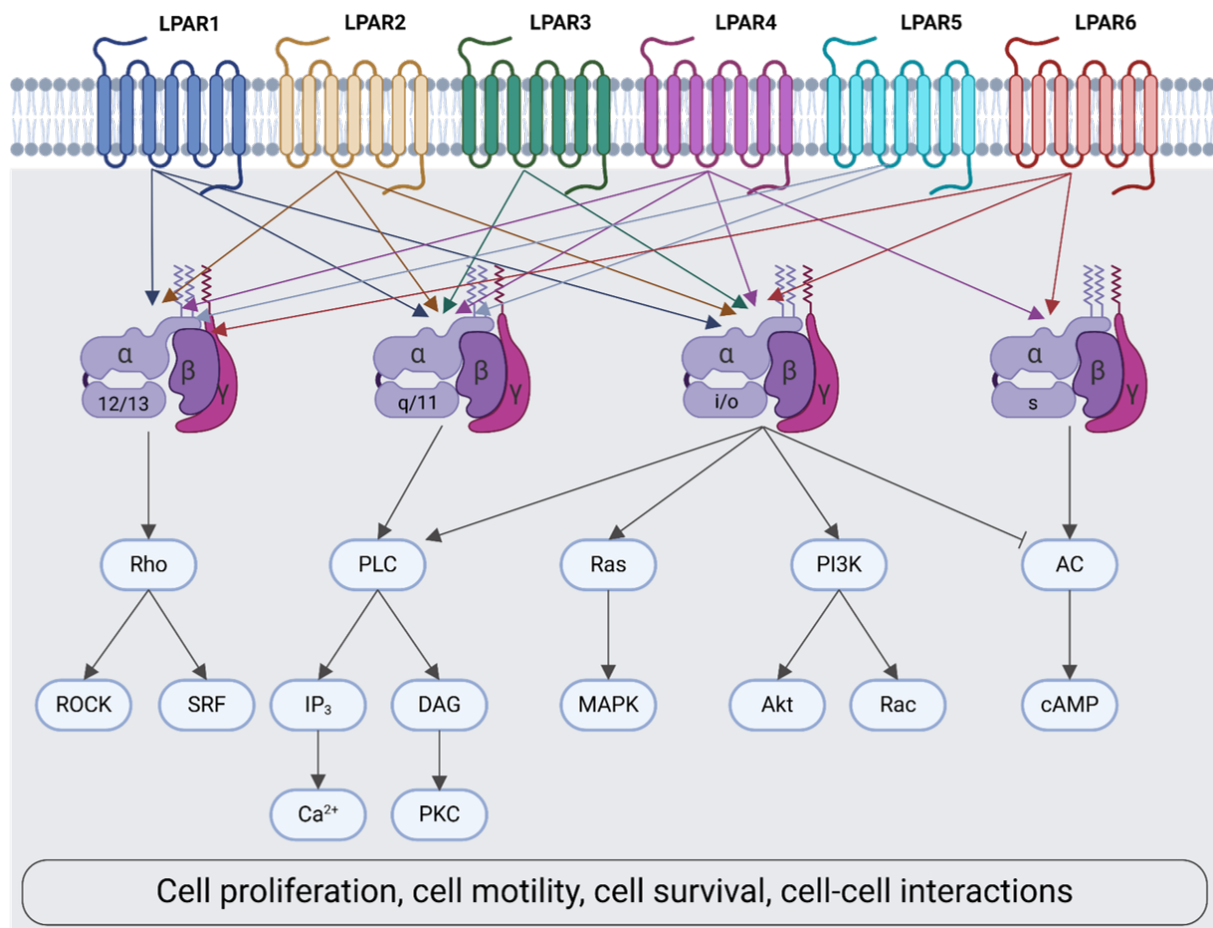 LPAR1 LPAR2 LPAR3 LPAR4 LPAR5 LPAR6
α β γ α β γ α β γ α β γ
12/13 q/11 i/o s
Rho PLC Ras PI3K AC
ROCK SRF IP₃ DAG MAPK Akt Rac cAMP
Ca²⁺ PKC
Cell proliferation, cell motility, cell survival, cell-cell interactions